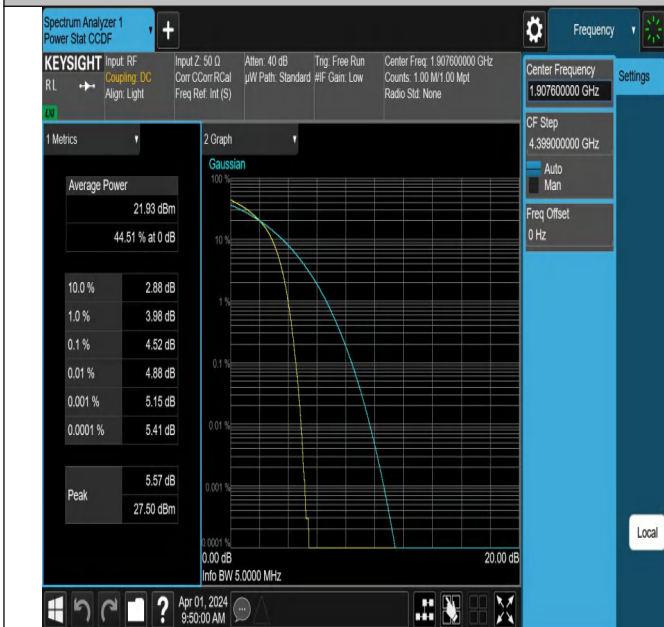 Spectrum Analyzer 1
Power Stat CCDF
Frequency
KEYSIGHT
RL
LXI
Input: RF
Coupling: DC
Align: Light
Input Z: 50 Ω
Corr CCorr RCal
Freq Ref: Int (S)
Atten: 40 dB
µW Path: Standard
Trig: Free Run
#IF Gain: Low
Center Freq: 1.907600000 GHz
Counts: 1.00 M/1.00 Mpt
Radio Std: None
Center Frequency
1.907600000 GHz
Settings
CF Step
4.399000000 GHz
Auto
Man
Freq Offset
0 Hz
1 Metrics
Average Power
21.93 dBm
44.51 % at 0 dB
10.0 % 2.88 dB
1.0 % 3.98 dB
0.1 % 4.52 dB
0.01 % 4.88 dB
0.001 % 5.15 dB
0.0001 % 5.41 dB
Peak
5.57 dB
27.50 dBm
2 Graph
Gaussian
100 %
10 %
1 %
0.1 %
0.01 %
0.001 %
0.0001 %
0.00 dB 20.00 dB
Info BW 5.0000 MHz
Local
?
Apr 01, 2024
9:50:00 AM